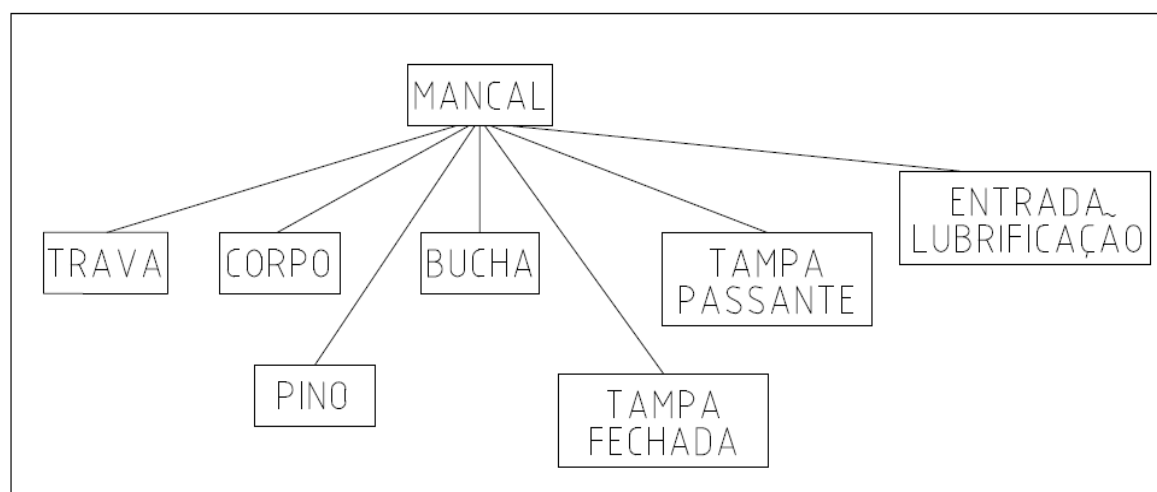 MANCAL
ENTRADA
LUBRIFICAÇÃO
TRAVA
CORPO
BUCHA
TAMPA
PASSANTE
PINO
TAMPA
FECHADA